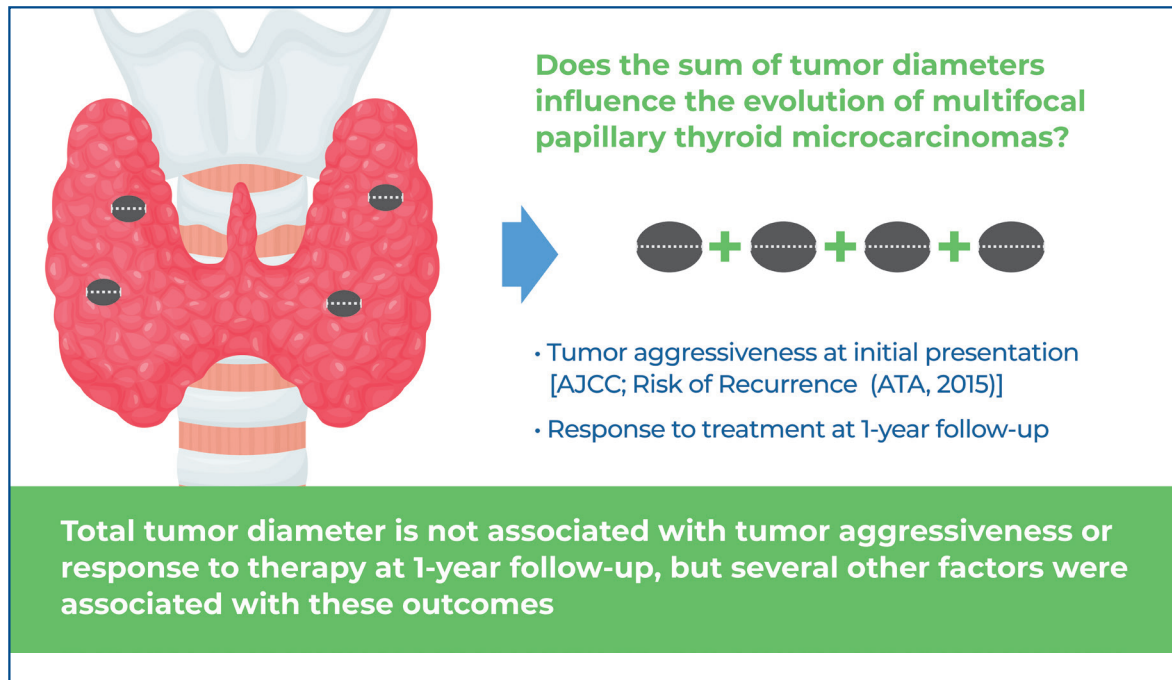 Does the sum of tumor diameters
influence the evolution of multifocal
papillary thyroid microcarcinomas?
• Tumor aggressiveness at initial presentation
[AJCC; Risk of Recurrence (ATA, 2015)]
• Response to treatment at 1-year follow-up
Total tumor diameter is not associated with tumor aggressiveness or
response to therapy at 1-year follow-up, but several other factors were
associated with these outcomes